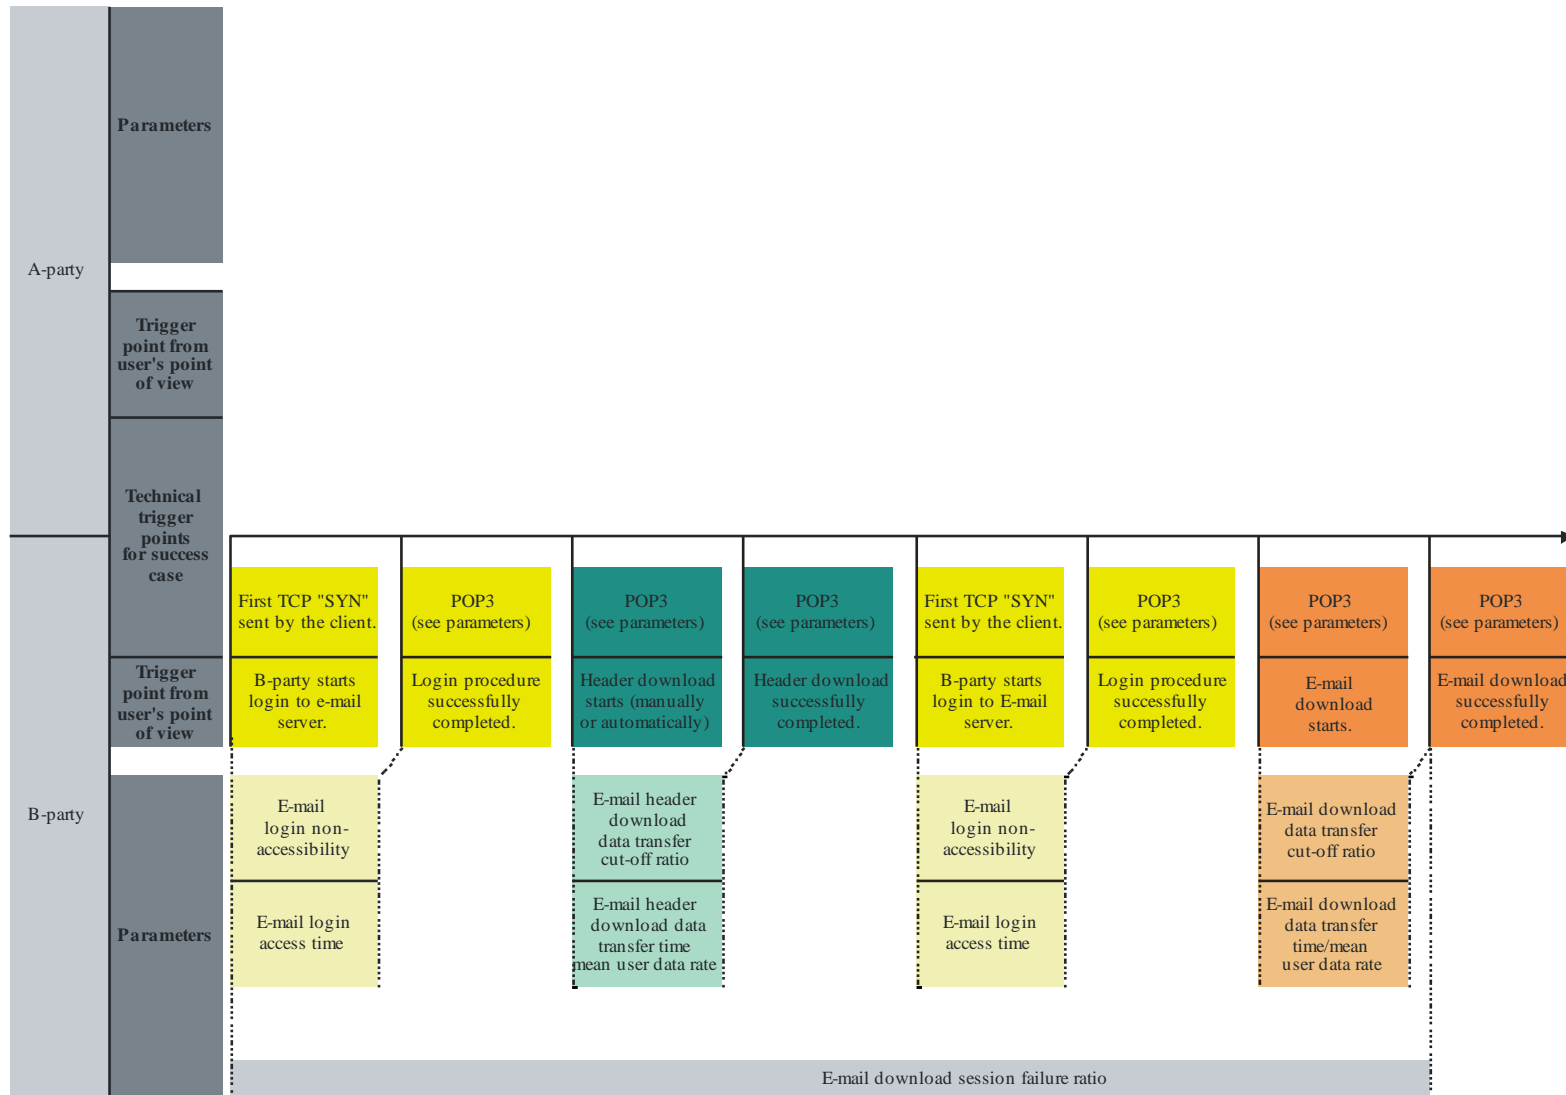 A-party
Parameters
Trigger
point from
user's point
of view
Technical
trigger
points
for success
case
B-party
Trigger
point from
user's point
of view
Parameters
First TCP "SYN"
sent by the client.
POP3
(see parameters)
POP3
(see parameters)
POP3
(see parameters)
First TCP "SYN"
sent by the client.
POP3
(see parameters)
POP3
(see parameters)
POP3
(see parameters)
B-party starts
login to e-mail
server.
Login procedure
successfully
completed.
Header download
starts (manually
or automatically)
Header download
successfully
completed.
B-party starts
login to E-mail
server.
Login procedure
successfully
completed.
E-mail
download
starts.
E-mail download
successfully
completed.
E-mail
login non-
accessibility
E-mail header
download
data transfer
cut-off ratio
E-mail
login non-
accessibility
E-mail download
data transfer
cut-off ratio
E-mail login
access time
E-mail header
download data
transfer time
mean user data rate
E-mail login
access time
E-mail download
data transfer
time/mean
user data rate
E-mail download session failure ratio